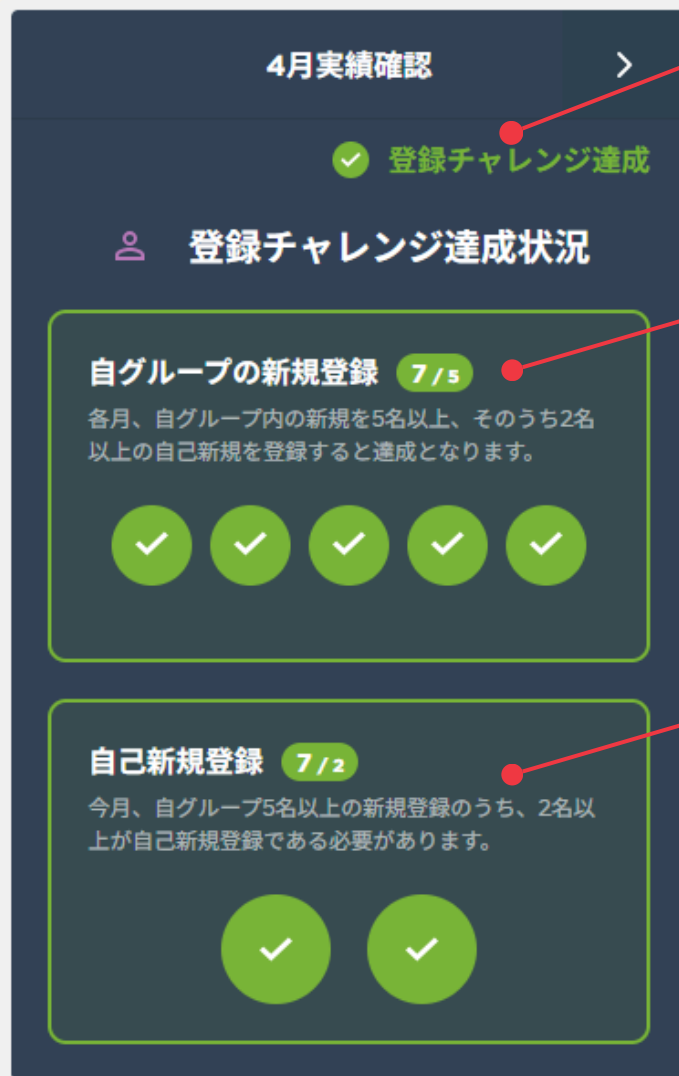 4月実績確認
登録チャレンジ達成
登録チャレンジ達成状況
自グループの新規登録 7/5
各月、自グループ内の新規を5名以上、そのうち2名
以上の自己新規を登録すると達成となります。
自己新規登録 7/2
今月、自グループ5名以上の新規登録のうち、2名以
上が自己新規登録である必要があります。